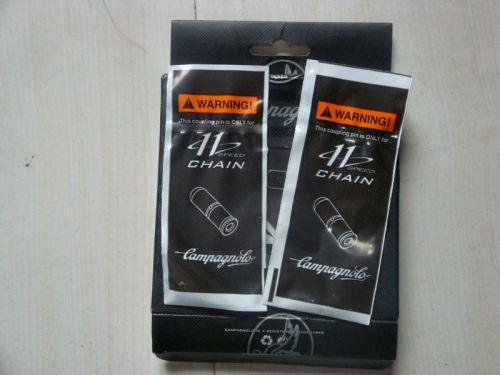 WARNING!
This coupling pin is ONLY for
11
SPEED
CHAIN
Campagnolo
WARNING!
This coupling pin is ONLY for
11
SPEED
CHAIN
Campagnolo